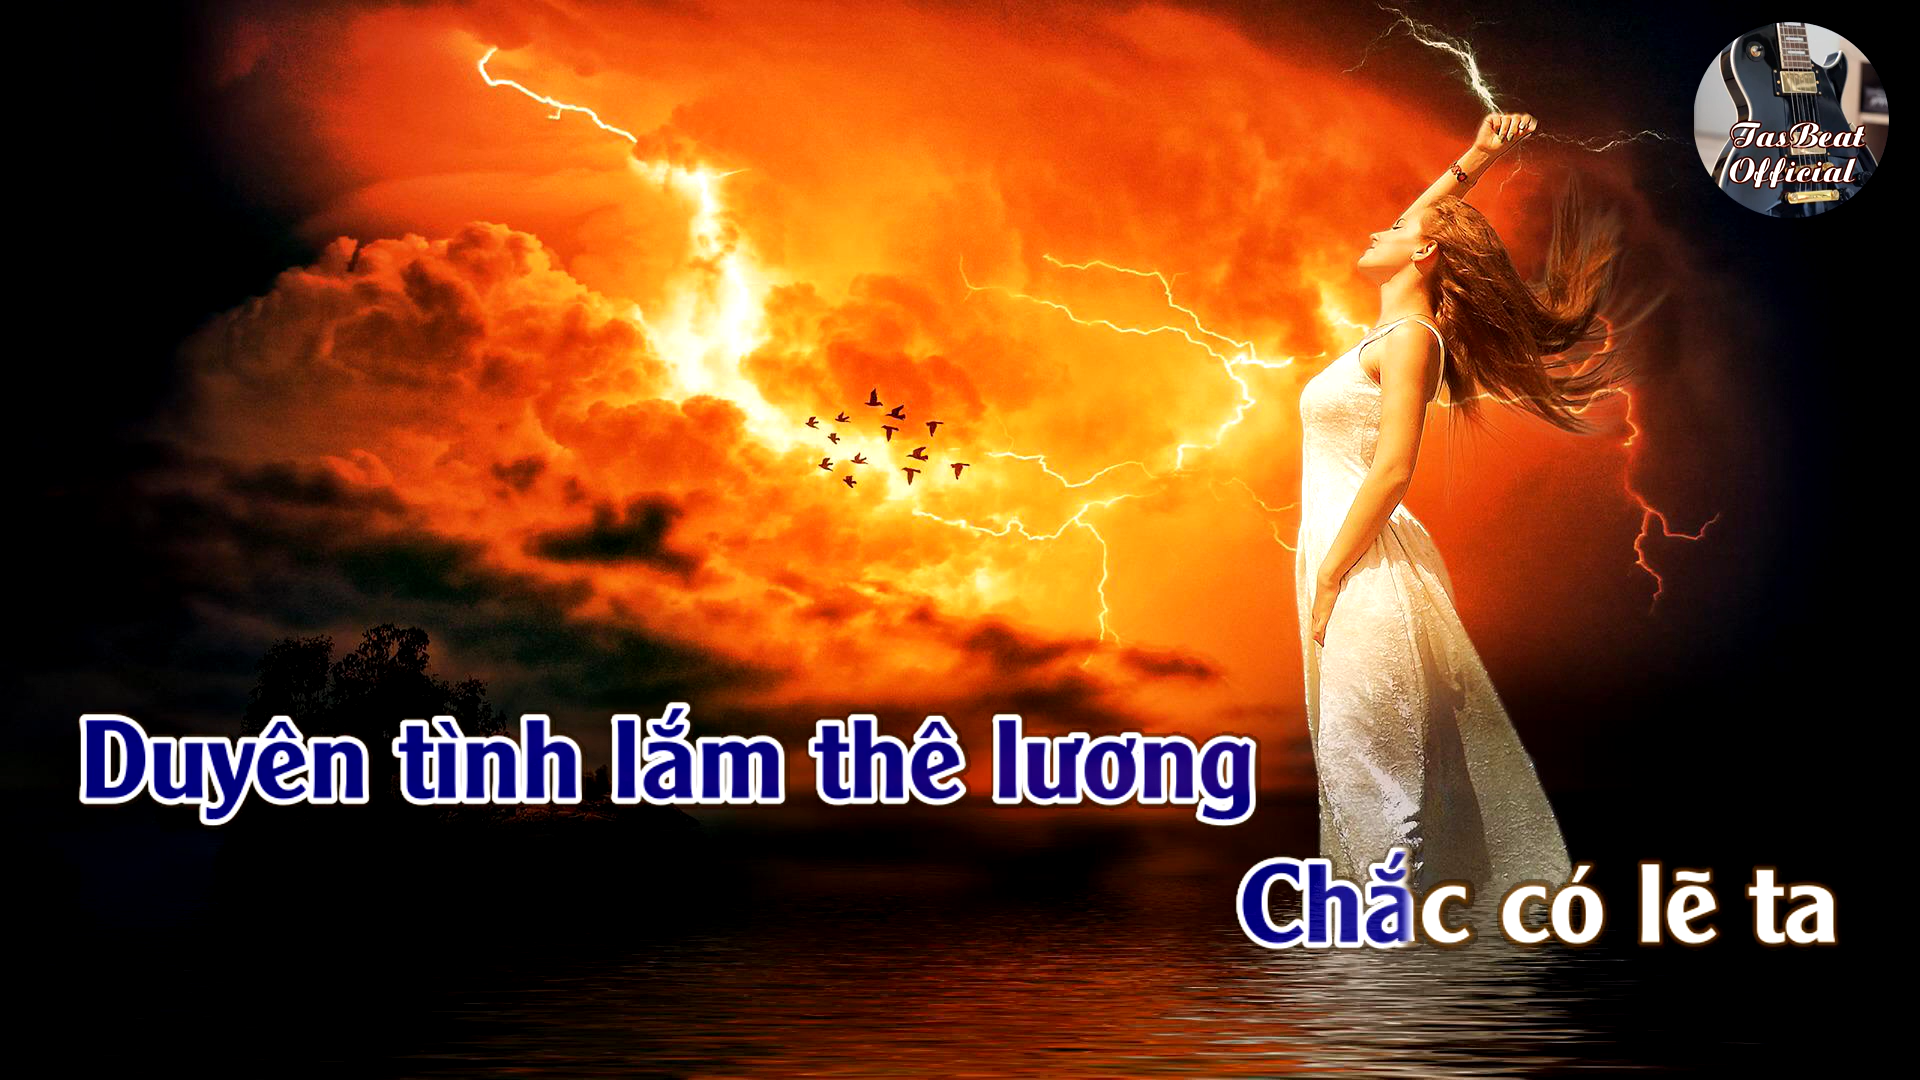 TasBeat
Official
Duyên tình lắm thê lương
Chắc có lẽ ta